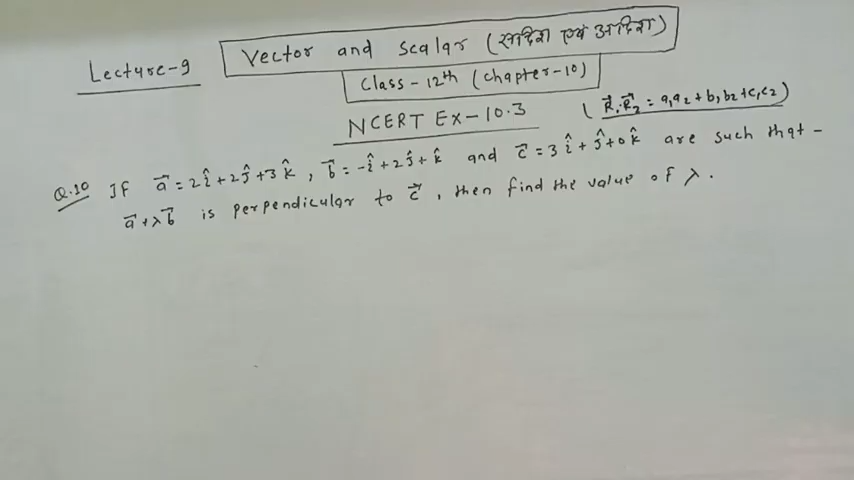 Lecture-9
Vector and Scalar (सदिश एवं अदिश)
Class-12th (Chapter-10)
NCERT Ex-10.3
(R₁⃗.R₂⃗ = a₁a₂ + b₁b₂ + c₁c₂)
Q.10 If a⃗ = 2î + 2ĵ + 3k̂, b⃗ = -î + 2ĵ + k̂ and c⃗ = 3î + ĵ + 0k̂ are such that -
a⃗ + λb⃗ is perpendicular to c⃗, then find the value of λ.